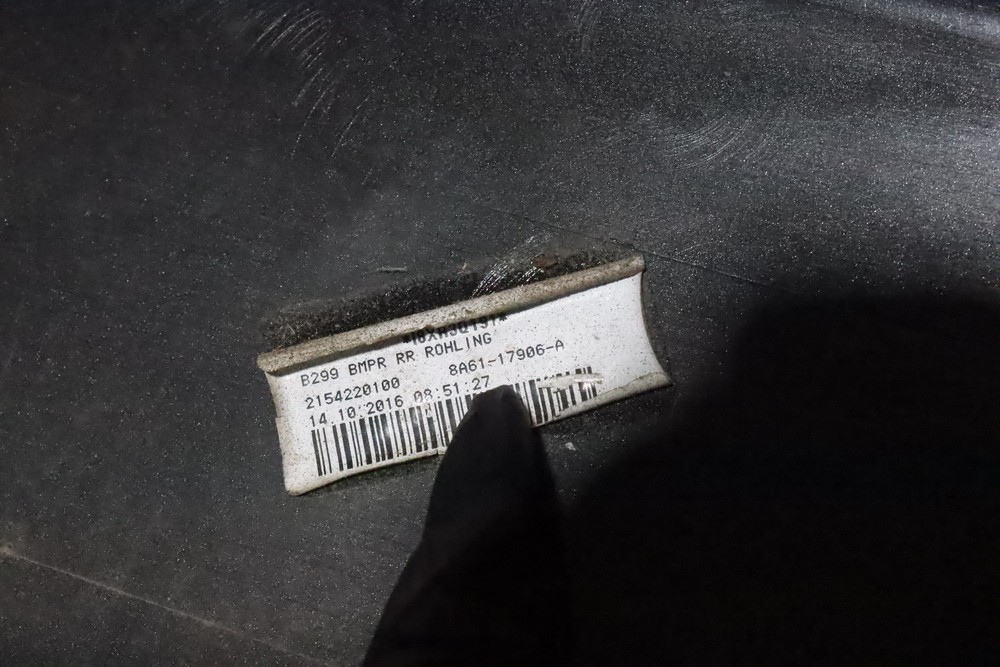 B299 BMPR RR ROHLING
2154220100 8A61-17906-A
14.10.2016 08:51:27